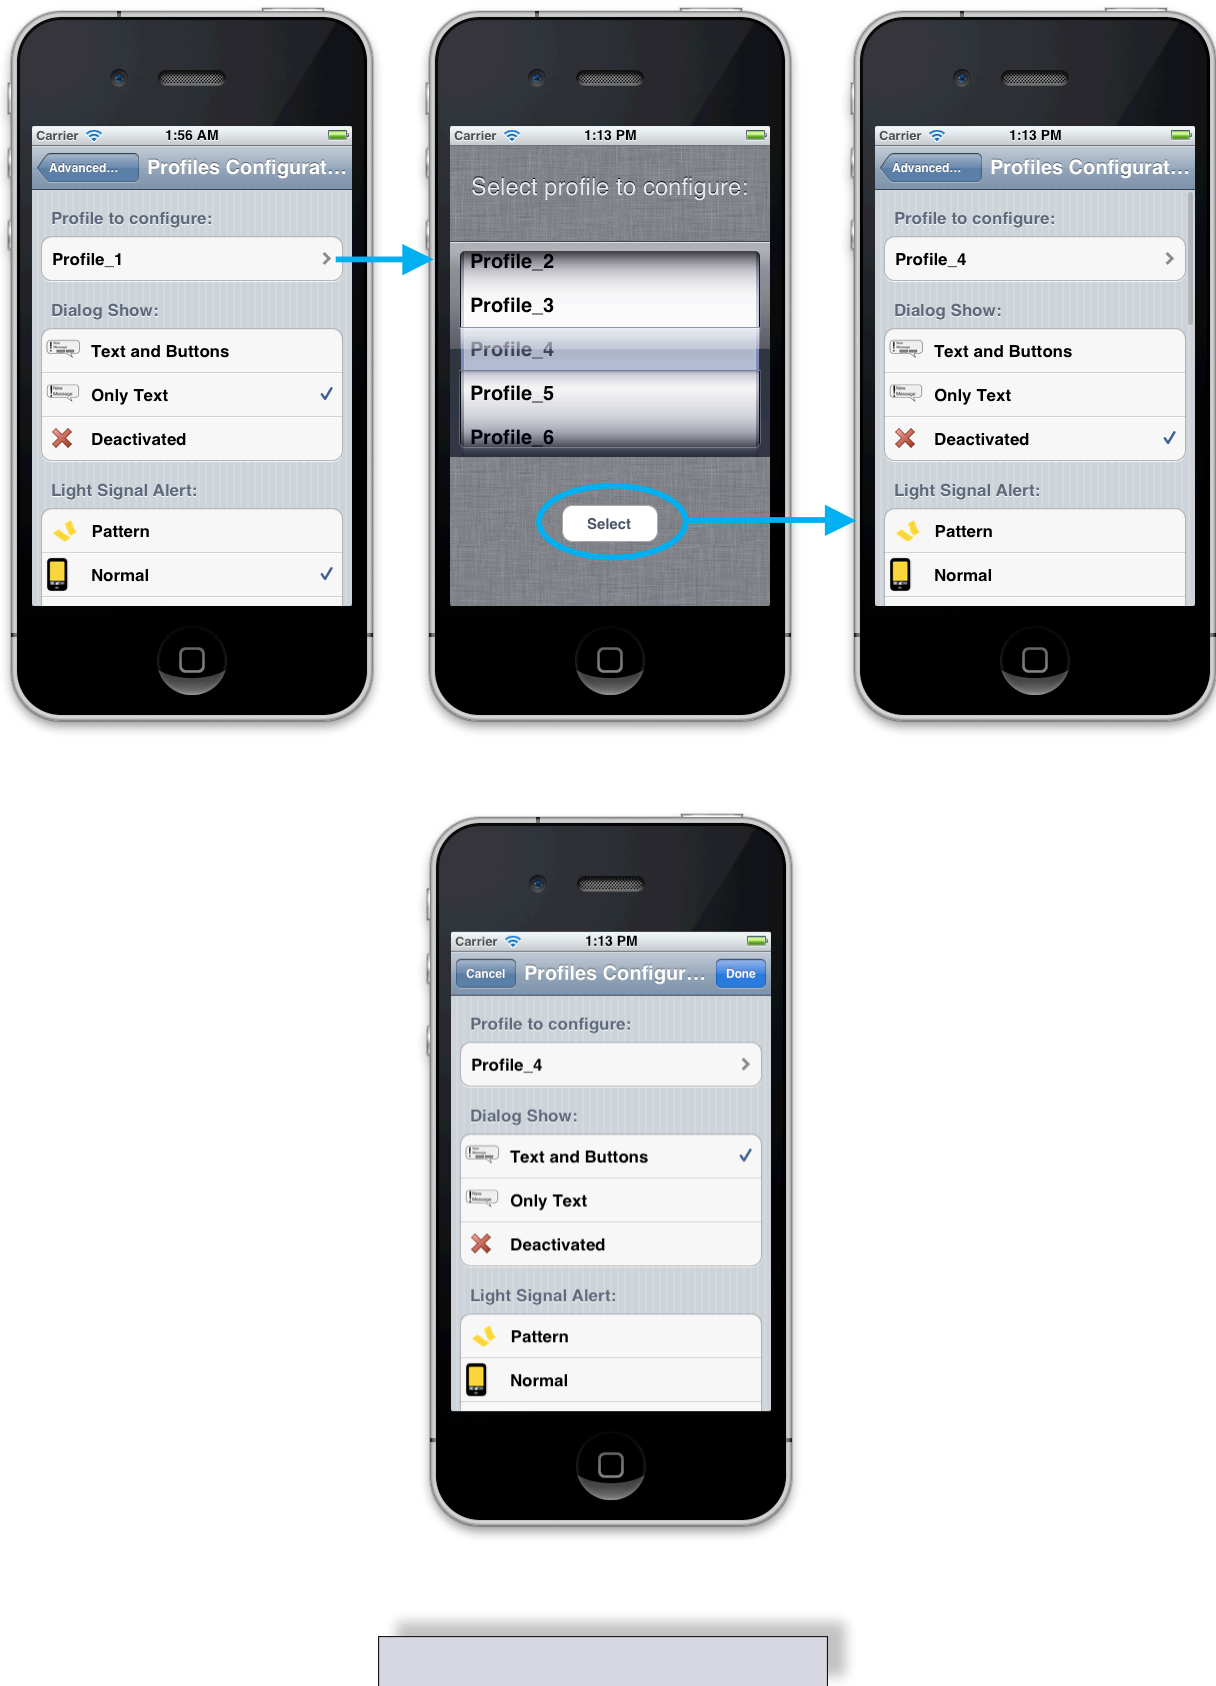 Carrier 1:56 AM
Advanced... Profiles Configurat...
Profile to configure:
Profile_1
Dialog Show:
Text and Buttons
Only Text
Deactivated
Light Signal Alert:
Pattern
Normal
Carrier 1:13 PM
Select profile to configure:
Profile_2
Profile_3
Profile_4
Profile_5
Profile_6
Select
Carrier 1:13 PM
Advanced... Profiles Configurat...
Profile to configure:
Profile_4
Dialog Show:
Text and Buttons
Only Text
Deactivated
Light Signal Alert:
Pattern
Normal
Carrier 1:13 PM
Cancel Profiles Configur... Done
Profile to configure:
Profile_4
Dialog Show:
Text and Buttons
Only Text
Deactivated
Light Signal Alert:
Pattern
Normal